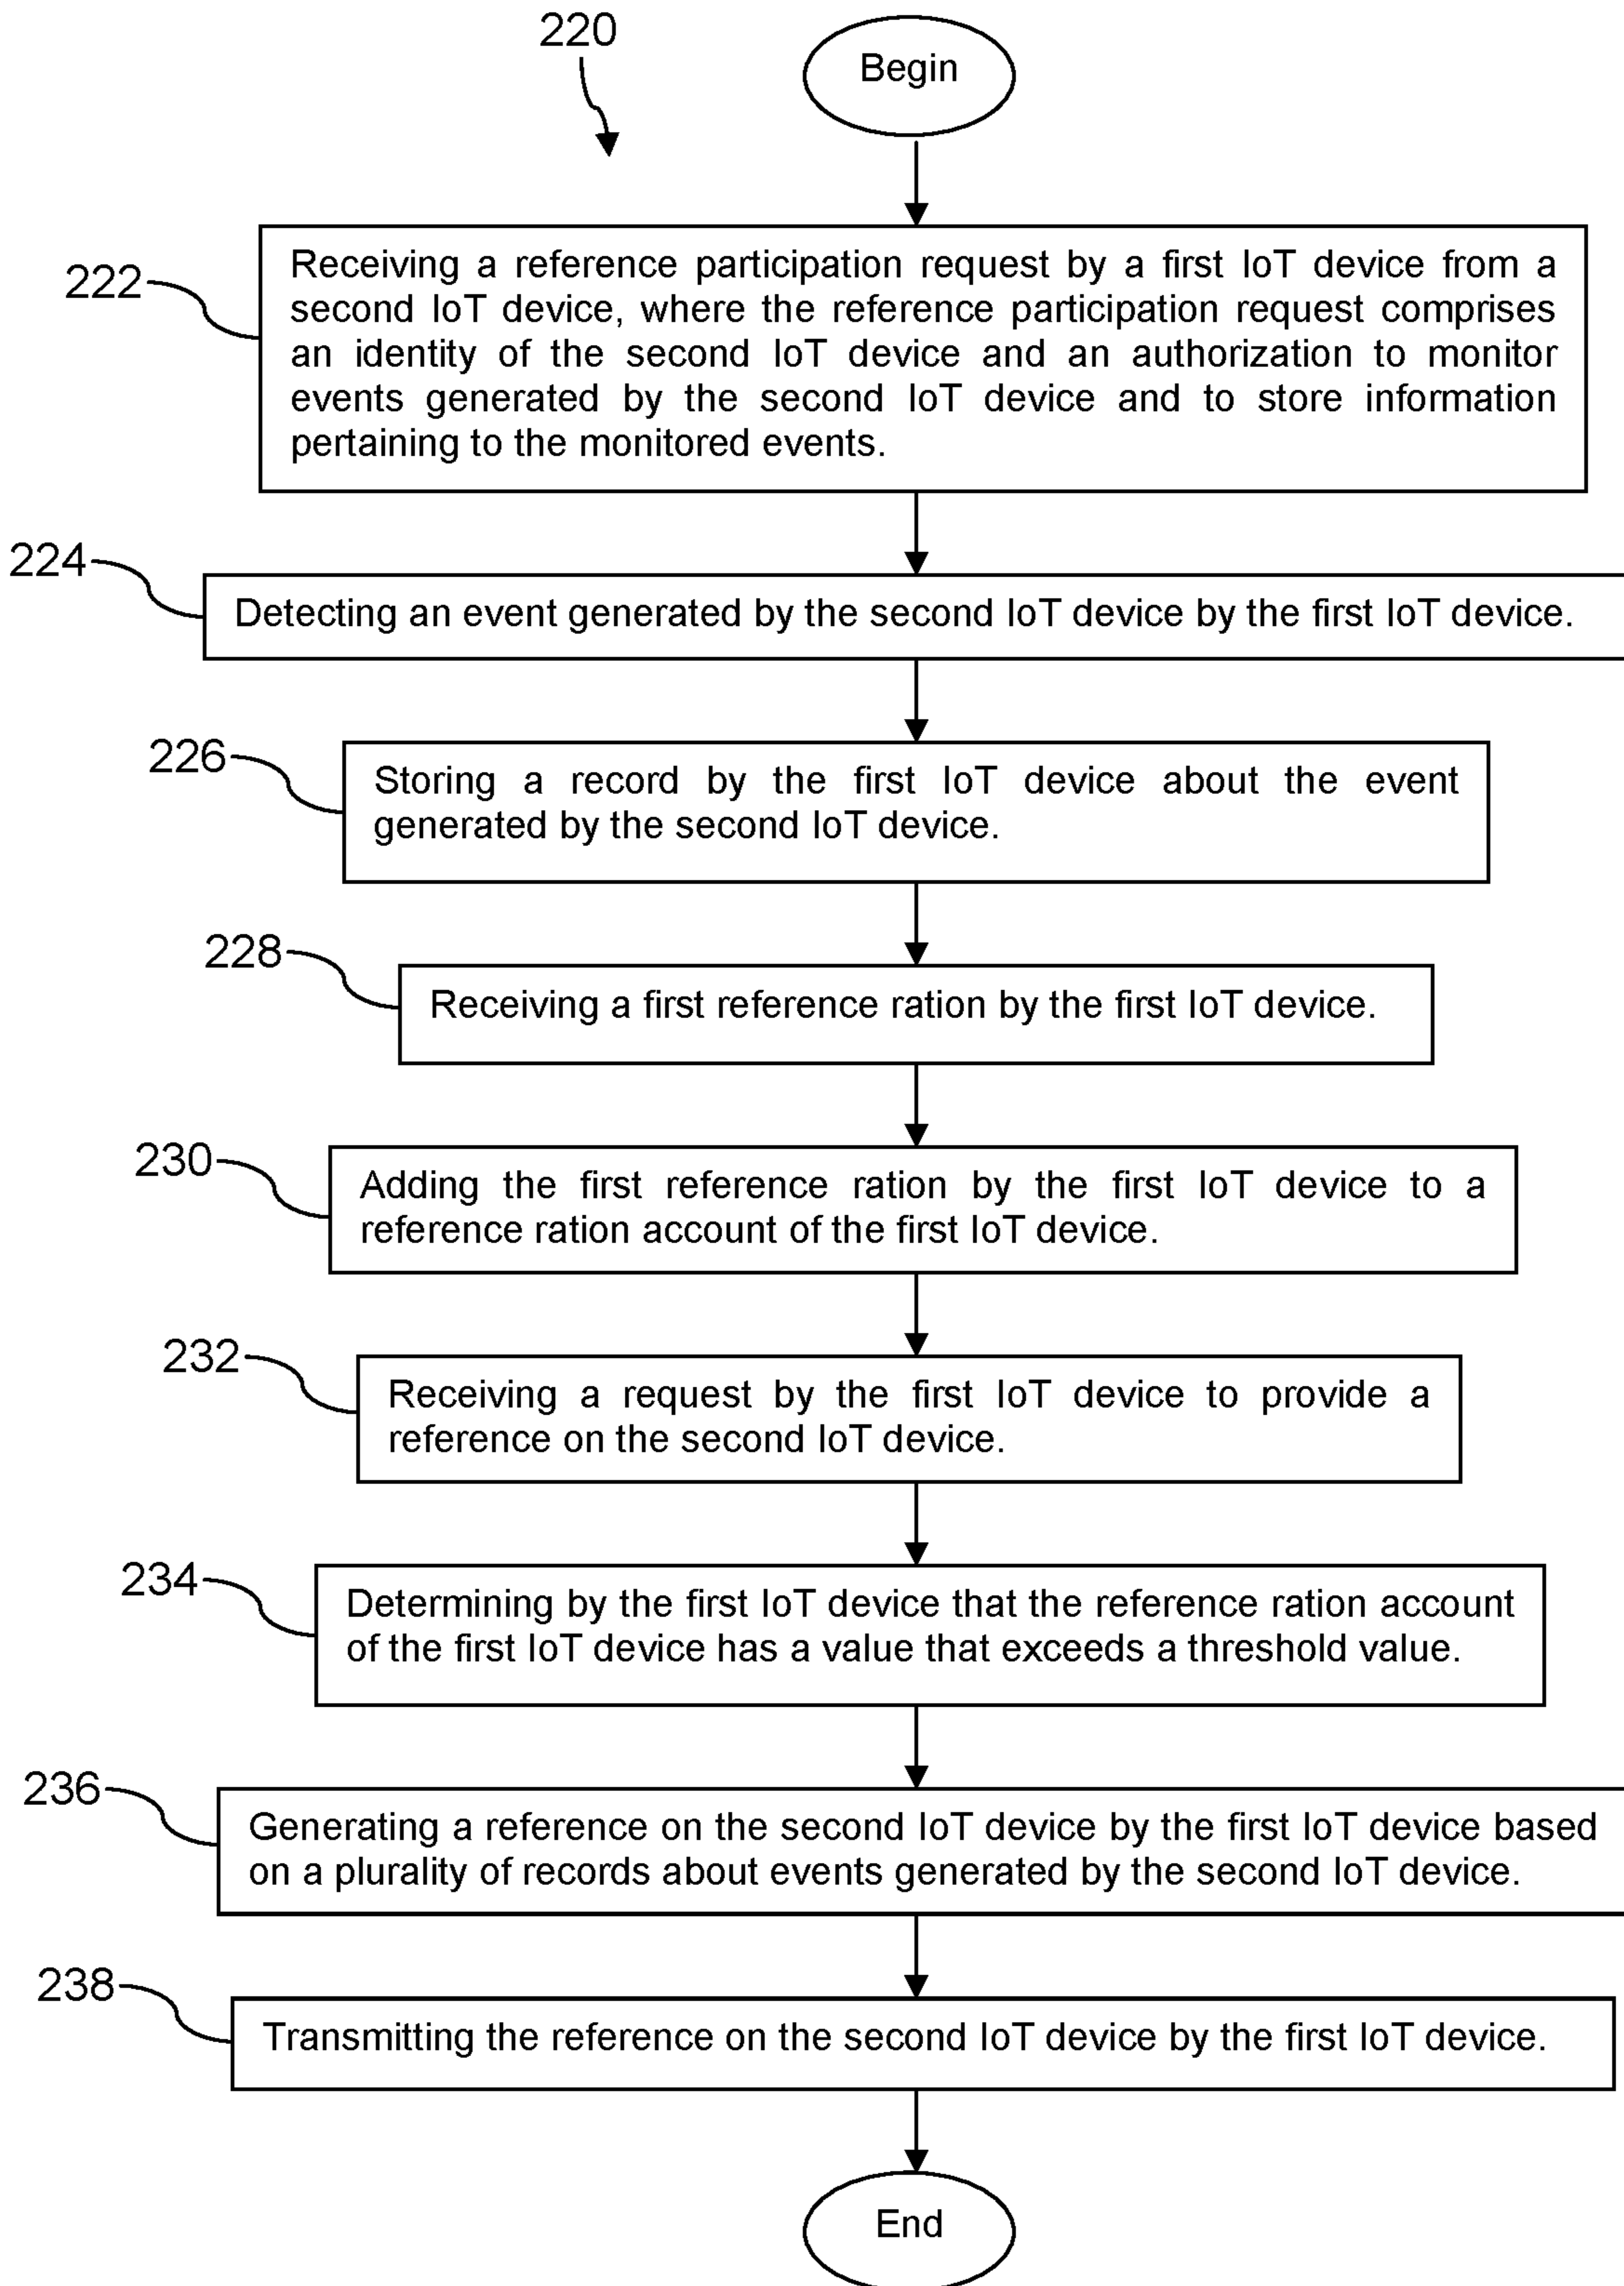 220
Begin
222
Receiving a reference participation request by a first IoT device from a
second IoT device, where the reference participation request comprises
an identity of the second IoT device and an authorization to monitor
events generated by the second IoT device and to store information
pertaining to the monitored events.
224
Detecting an event generated by the second IoT device by the first IoT device.
226
Storing a record by the first IoT device about the event
generated by the second IoT device.
228
Receiving a first reference ration by the first IoT device.
230
Adding the first reference ration by the first IoT device to a
reference ration account of the first IoT device.
232
Receiving a request by the first IoT device to provide a
reference on the second IoT device.
234
Determining by the first IoT device that the reference ration account
of the first IoT device has a value that exceeds a threshold value.
236
Generating a reference on the second IoT device by the first IoT device based
on a plurality of records about events generated by the second IoT device.
238
Transmitting the reference on the second IoT device by the first IoT device.
End